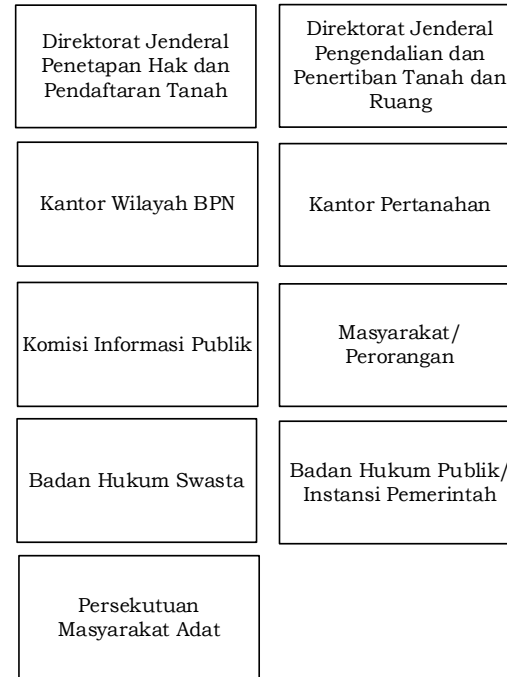 Direktorat Jenderal
Penetapan Hak dan
Pendaftaran Tanah
Direktorat Jenderal
Pengendalian dan
Penertiban Tanah dan
Ruang
Kantor Wilayah BPN
Kantor Pertanahan
Komisi Informasi Publik
Masyarakat/
Perorangan
Badan Hukum Swasta
Badan Hukum Publik/
Instansi Pemerintah
Persekutuan
Masyarakat Adat